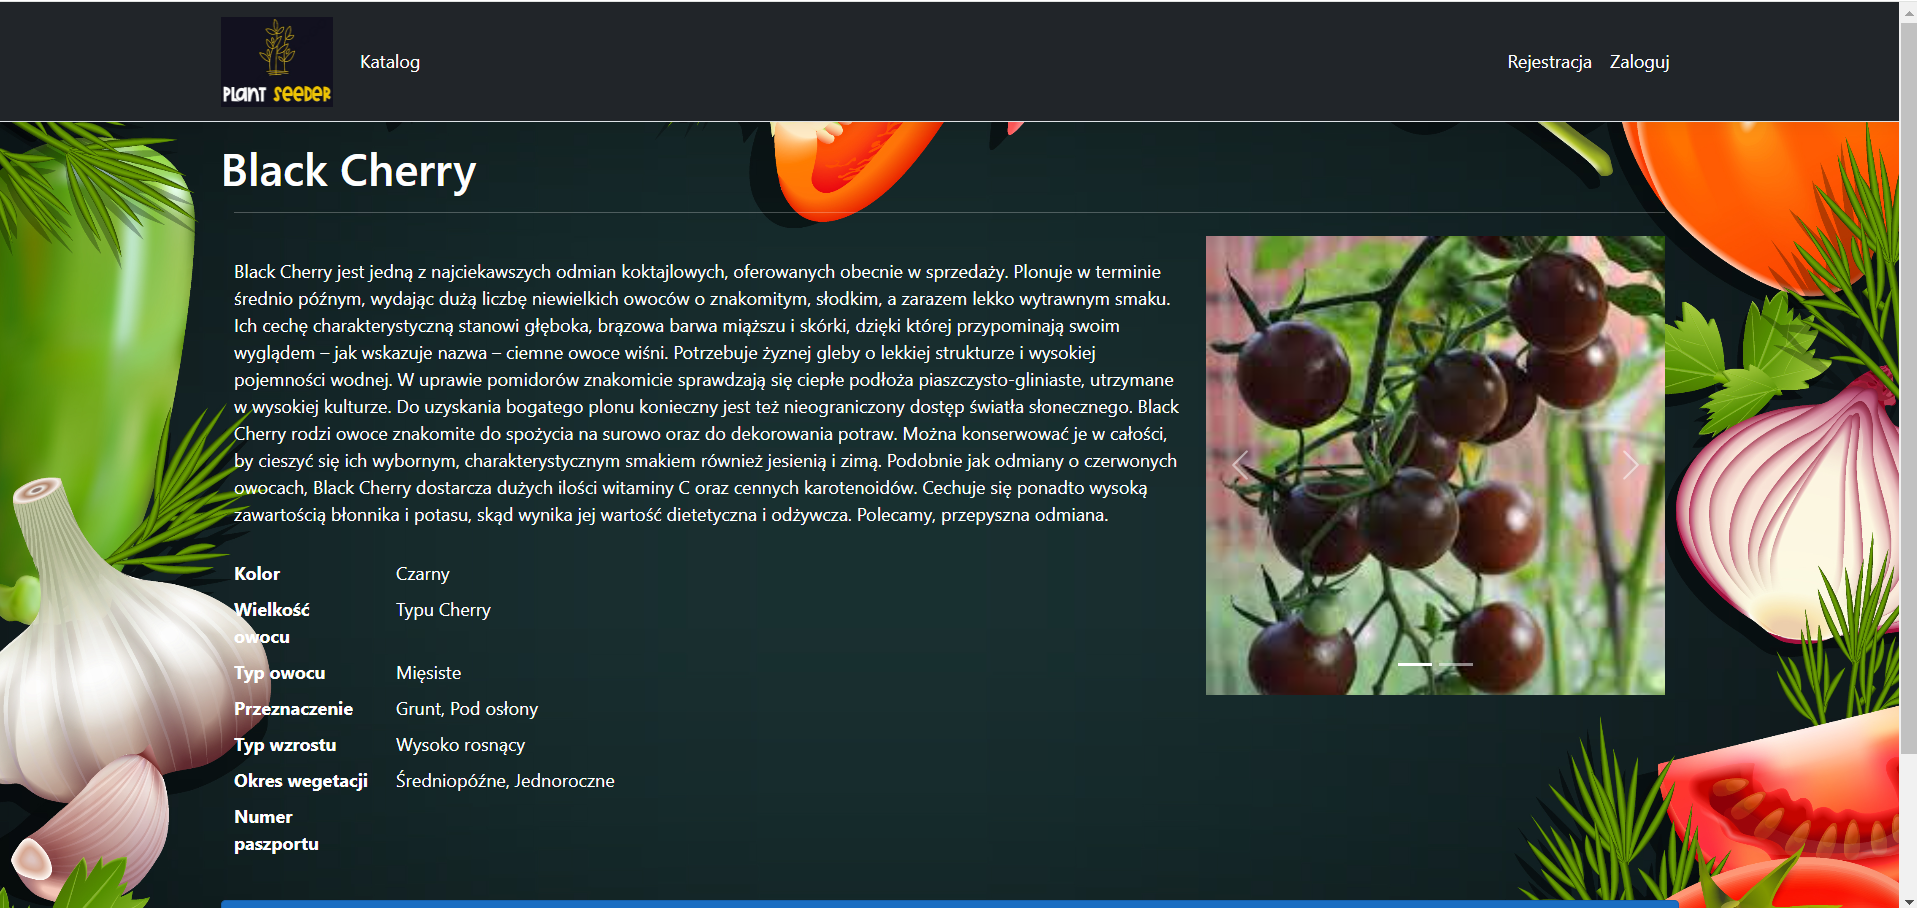 PLANT SEEDER
Katalog
Rejestracja
Zaloguj
Black Cherry
Black Cherry jest jedną z najciekawszych odmian koktajlowych, oferowanych obecnie w sprzedaży. Plonuje w terminie
średnio późnym, wydając dużą liczbę niewielkich owoców o znakomitym, słodkim, a zarazem lekko wytrawnym smaku.
Ich cechę charakterystyczną stanowi głęboka, brązowa barwa miąższu i skórki, dzięki której przypominają swoim
wyglądem – jak wskazuje nazwa – ciemne owoce wiśni. Potrzebuje żyznej gleby o lekkiej strukturze i wysokiej
pojemności wodnej. W uprawie pomidorów znakomicie sprawdzają się ciepłe podłoża piaszczysto-gliniaste, utrzymane
w wysokiej kulturze. Do uzyskania bogatego plonu konieczny jest też nieograniczony dostęp światła słonecznego. Black
Cherry rodzi owoce znakomite do spożycia na surowo oraz do dekorowania potraw. Można konserwować je w całości,
by cieszyć się ich wybornym, charakterystycznym smakiem również jesienią i zimą. Podobnie jak odmiany o czerwonych
owocach, Black Cherry dostarcza dużych ilości witaminy C oraz cennych karotenoidów. Cechuje się ponadto wysoką
zawartością błonnika i potasu, skąd wynika jej wartość dietetyczna i odżywcza. Polecamy, przepyszna odmiana.
Kolor Czarny
Wielkość Typu Cherry
owocu
Typ owocu Mięsiste
Przeznaczenie Grunt, Pod osłony
Typ wzrostu Wysoko rosnący
Okres wegetacji Średniopóźne, Jednoroczne
Numer
paszportu